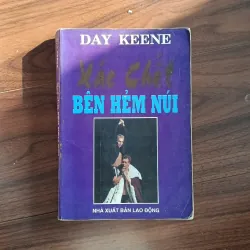 DAY KEENE
Xác Chết
BÊN HẺM NÚI
NHÀ XUẤT BẢN LAO ĐỘNG